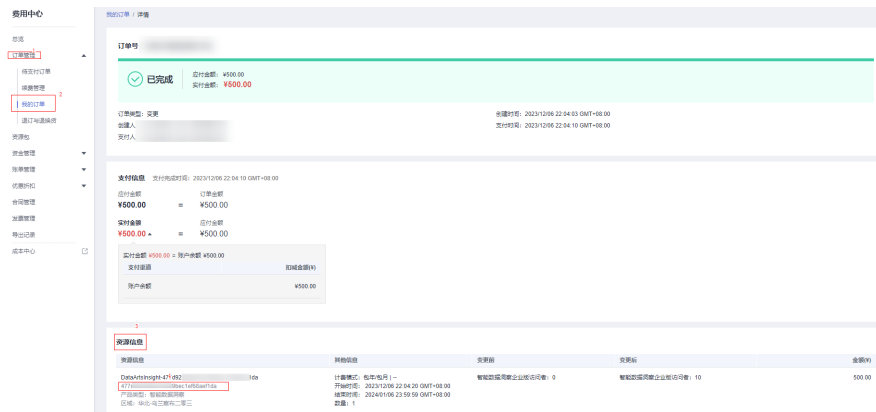 费用中心
总览
1
订单管理
待支付订单
续费管理
2
我的订单
退订与退换货
资源包
资金管理
账单管理
优惠折扣
合同管理
发票管理
导出记录
成本中心
我的订单 / 详情
订单号
已完成
应付金额： ¥500.00
实付金额： ¥500.00
订单类型：变更
创建时间：2023/12/06 22:04:03 GMT+08:00
创建人
支付时间：2023/12/06 22:04:10 GMT+08:00
支付人
支付信息 支付完成时间：2023/12/06 22:04:10 GMT+08:00
应付金额 订单金额
¥500.00 = ¥500.00
实付金额 应付金额
¥500.00 = ¥500.00
实付金额 ¥500.00 = 账户余额 ¥500.00
支付渠道 扣减金额(¥)
账户余额 ¥500.00
3
资源信息
资源信息 其他信息 变更前 变更后 金额(¥)
DataArtsInsight-47 d92 1da 计费模式：包年/包月 | -- 智能数据洞察企业版访问者：0 智能数据洞察企业版访问者：10 500.00
开始时间： 2023/12/06 22:04:20 GMT+08:00
产品类型：智能数据洞察 结束时间： 2024/01/06 23:59:59 GMT+08:00
区域：华北-乌兰察布二零三 数量：1